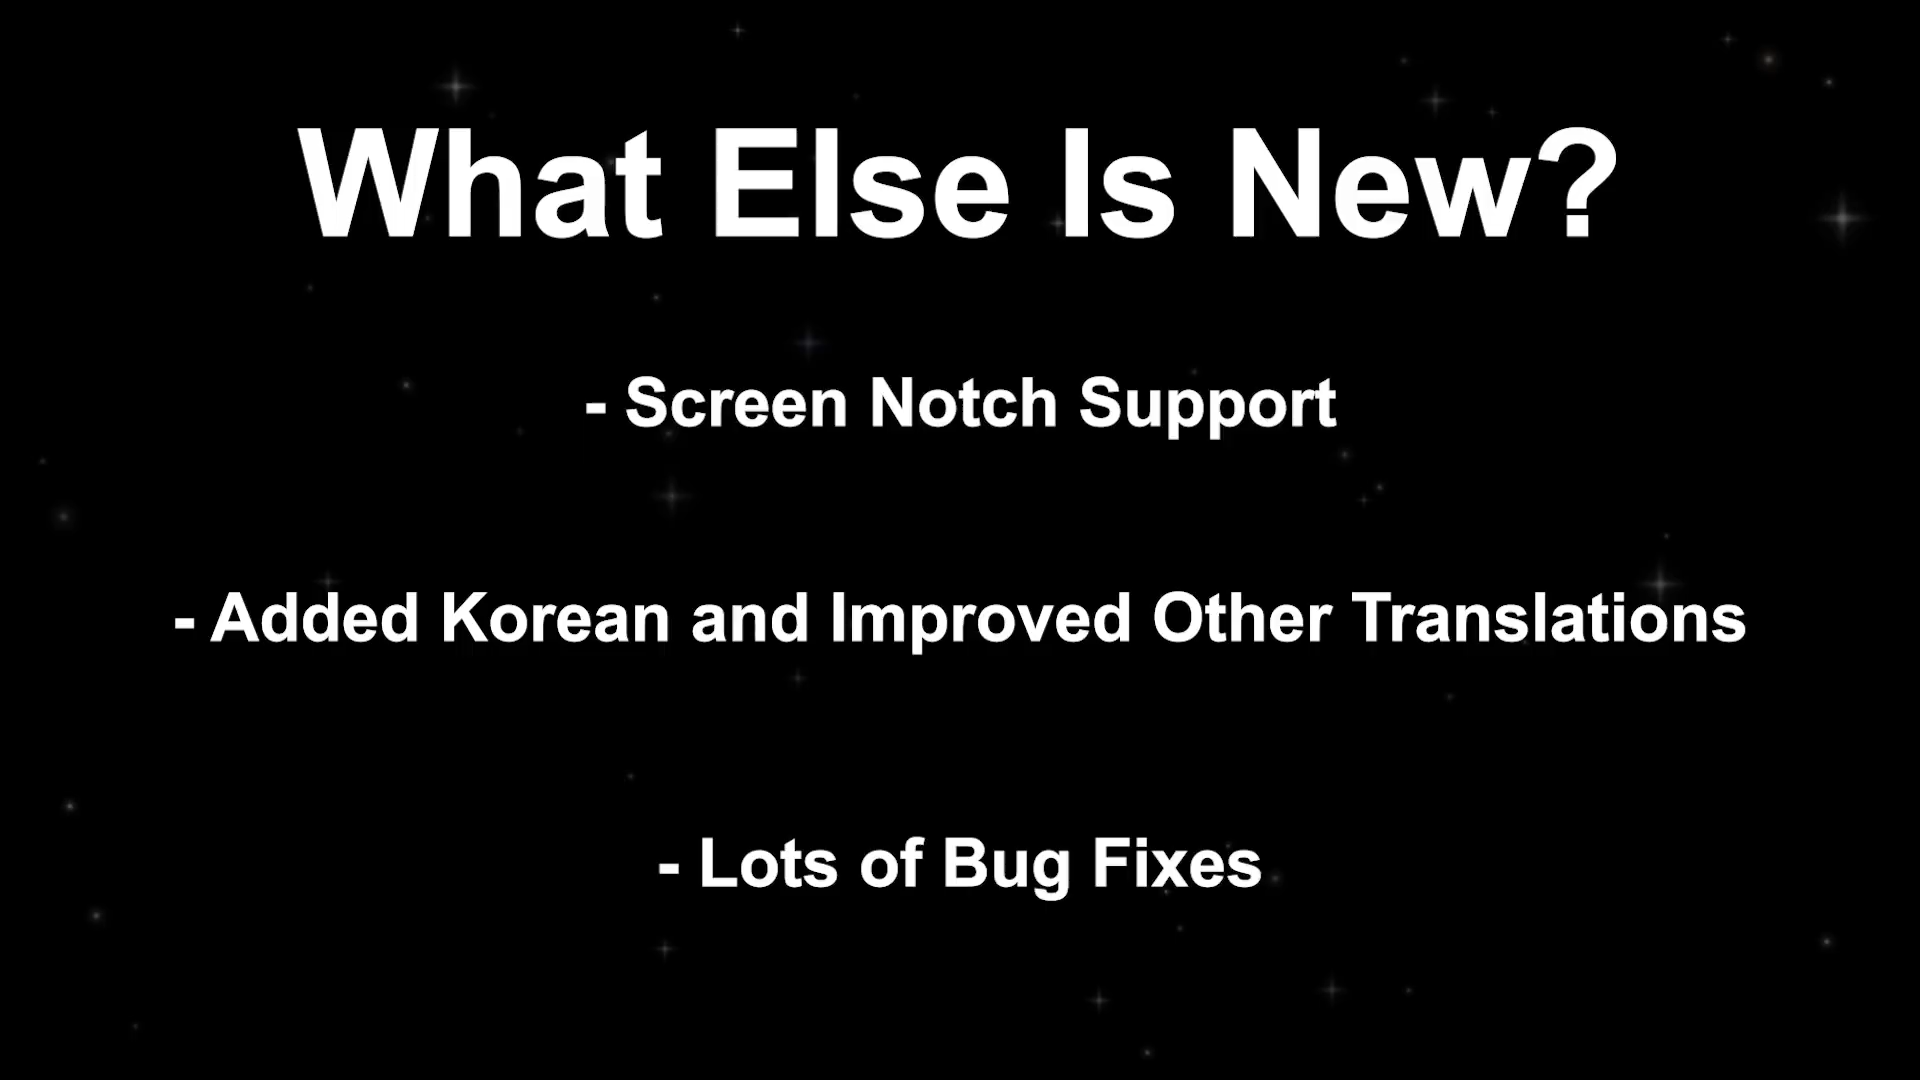 What Else Is New?
- Screen Notch Support
- Added Korean and Improved Other Translations
- Lots of Bug Fixes